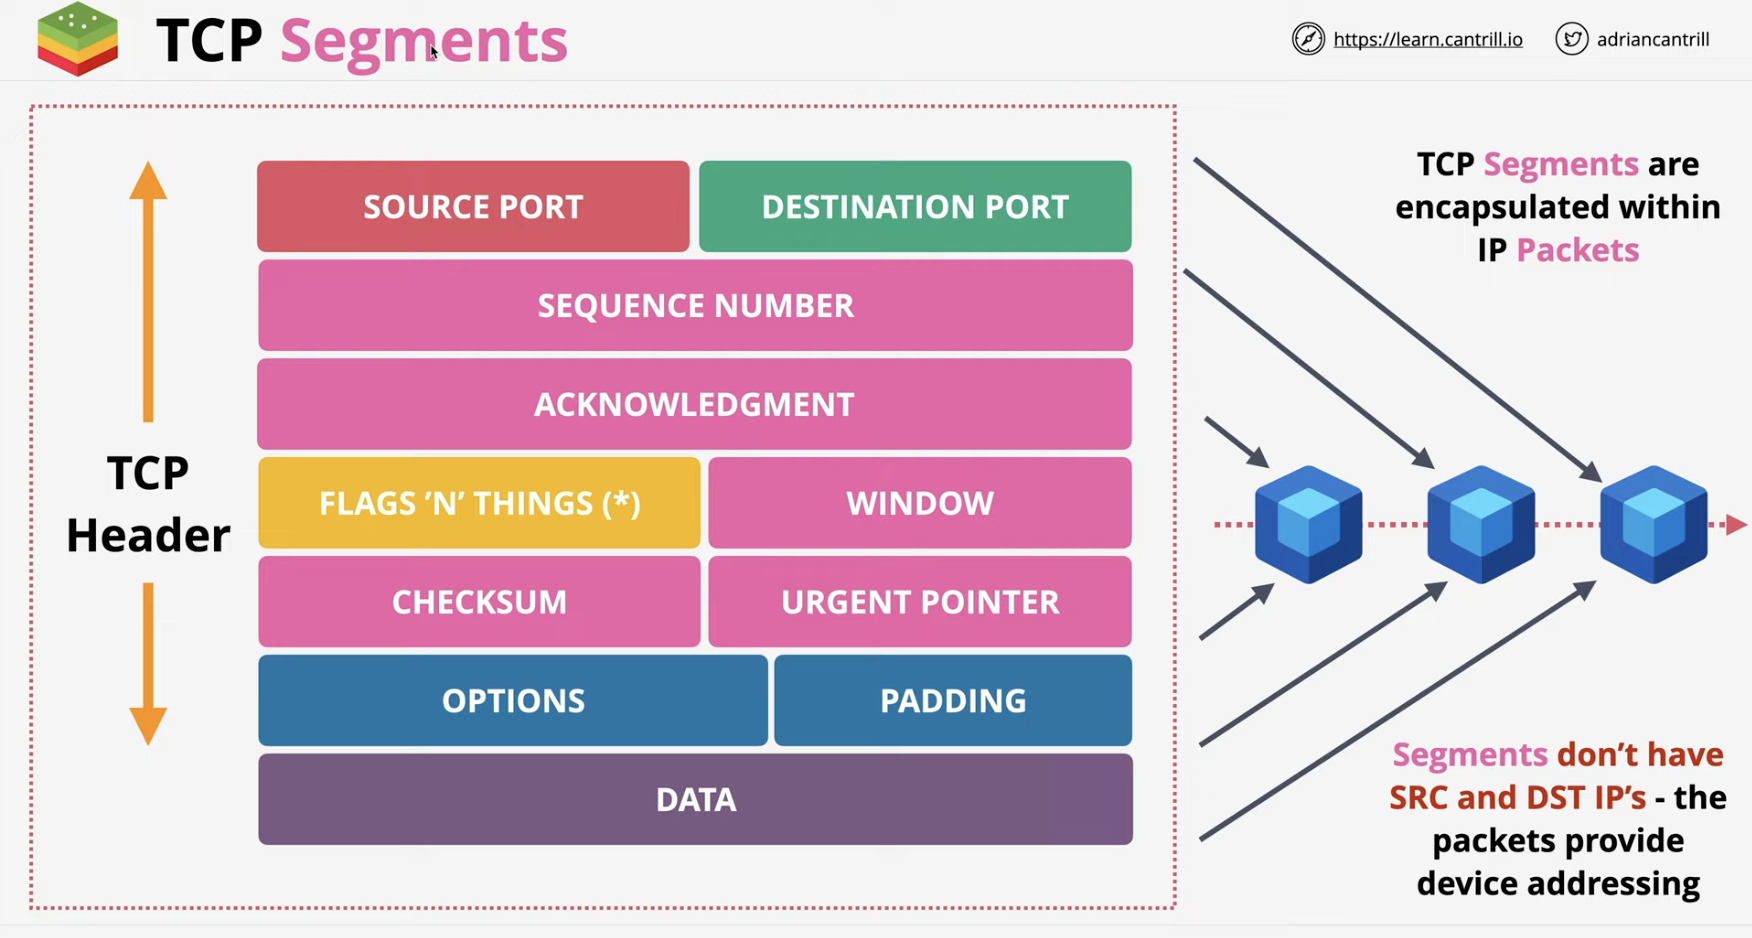 TCP Segments
https://learn.cantrill.io
adriancantrill
TCP Header
SOURCE PORT
DESTINATION PORT
SEQUENCE NUMBER
ACKNOWLEDGMENT
FLAGS ’N’ THINGS (*)
WINDOW
CHECKSUM
URGENT POINTER
OPTIONS
PADDING
DATA
TCP Segments are
encapsulated within
IP Packets
Segments don’t have
SRC and DST IP’s - the
packets provide
device addressing